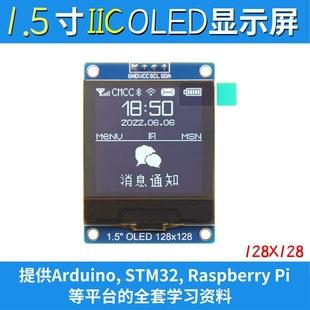 1.5寸IIC OLED显示屏
GND VCC SCL SDA
CMCC
18:50
2022.06.06
MENU MSN
消息通知
1.5" OLED 128x128
128X128
提供Arduino, STM32, Raspberry Pi
等平台的全套学习资料